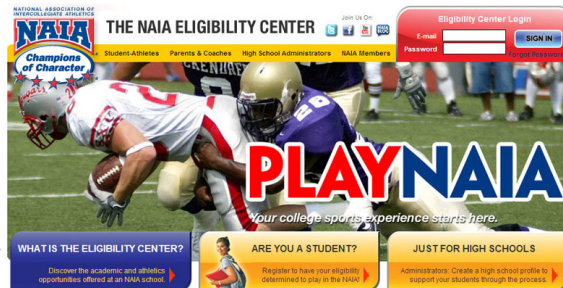 NATIONAL ASSOCIATION OF
INTERCOLLEGIATE ATHLETICS
NAIA
Champions
of Character
THE NAIA ELIGIBILITY CENTER
Join Us On:
Eligibility Center Login
E-mail
Password
SIGN IN
Forgot Password
Student-Athletes
Parents & Coaches
High School Administrators
NAIA Members
28
PLAYNAIA
Your college sports experience starts here.
WHAT IS THE ELIGIBILITY CENTER?
Discover the academic and athletics
opportunities offered at an NAIA school.
ARE YOU A STUDENT?
Register to have your eligibility
determined to play in the NAIA!
JUST FOR HIGH SCHOOLS
Administrators: Create a high school profile to
support your students through the process.